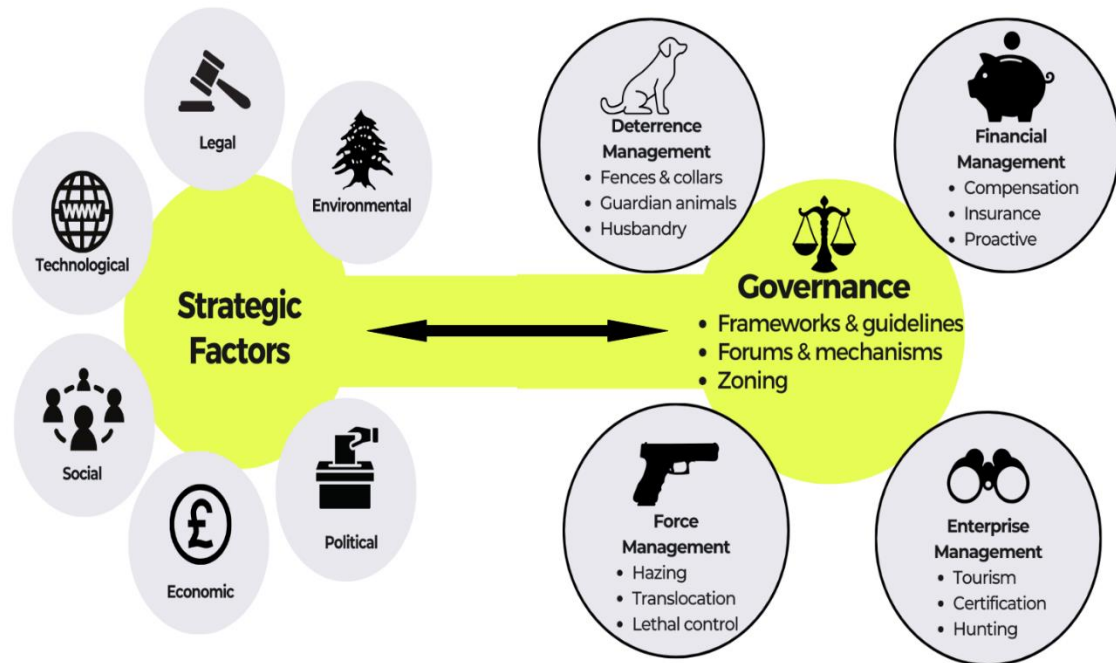 Legal
Environmental
WWW
Technological
Strategic
Factors
Social
Political
£
Economic
Deterrence
Management
• Fences & collars
• Guardian animals
• Husbandry
Financial
Management
• Compensation
• Insurance
• Proactive
Governance
• Frameworks & guidelines
• Forums & mechanisms
• Zoning
Force
Management
• Hazing
• Translocation
• Lethal control
Enterprise
Management
• Tourism
• Certification
• Hunting